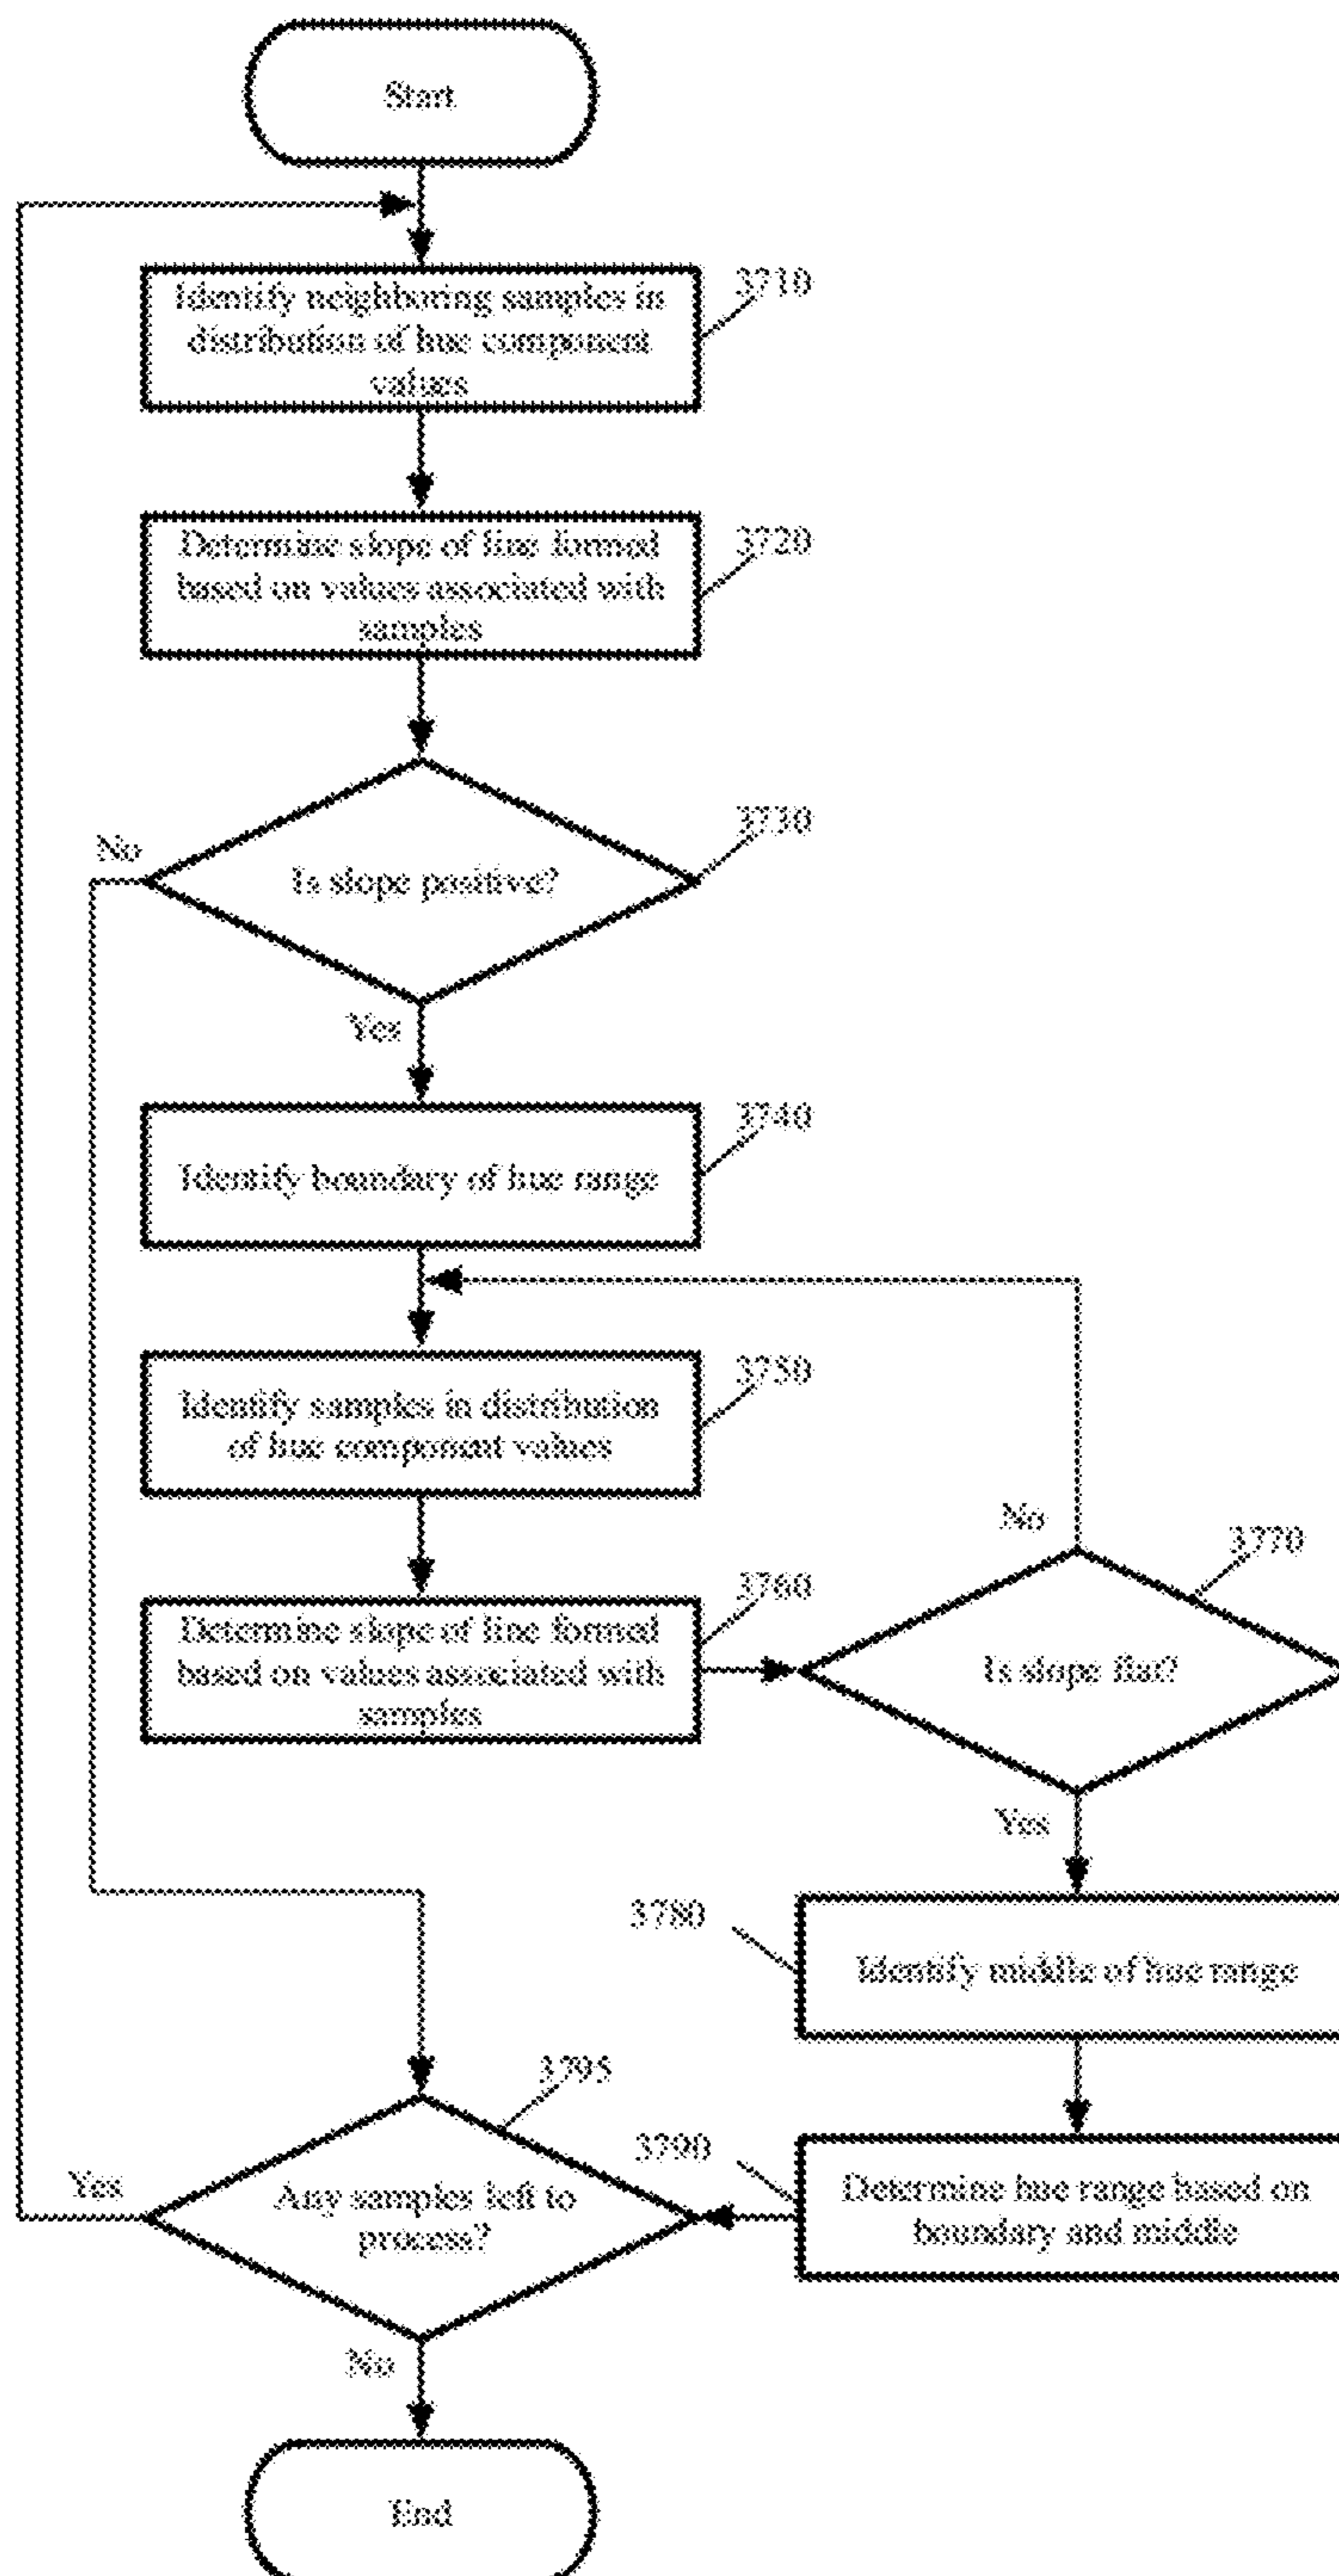 Start
Identify neighboring samples in
distribution of hue component
values
3710
Determine slope of line formed
based on values associated with
samples
3720
Is slope positive?
3730
No
Yes
Identify boundary of hue range
3740
Identify samples in distribution
of hue component values
3750
Determine slope of line formed
based on values associated with
samples
3760
Is slope flat?
3770
No
Yes
Identify middle of hue range
3780
Determine hue range based on
boundary and middle
3790
Any samples left to
process?
3795
Yes
No
End